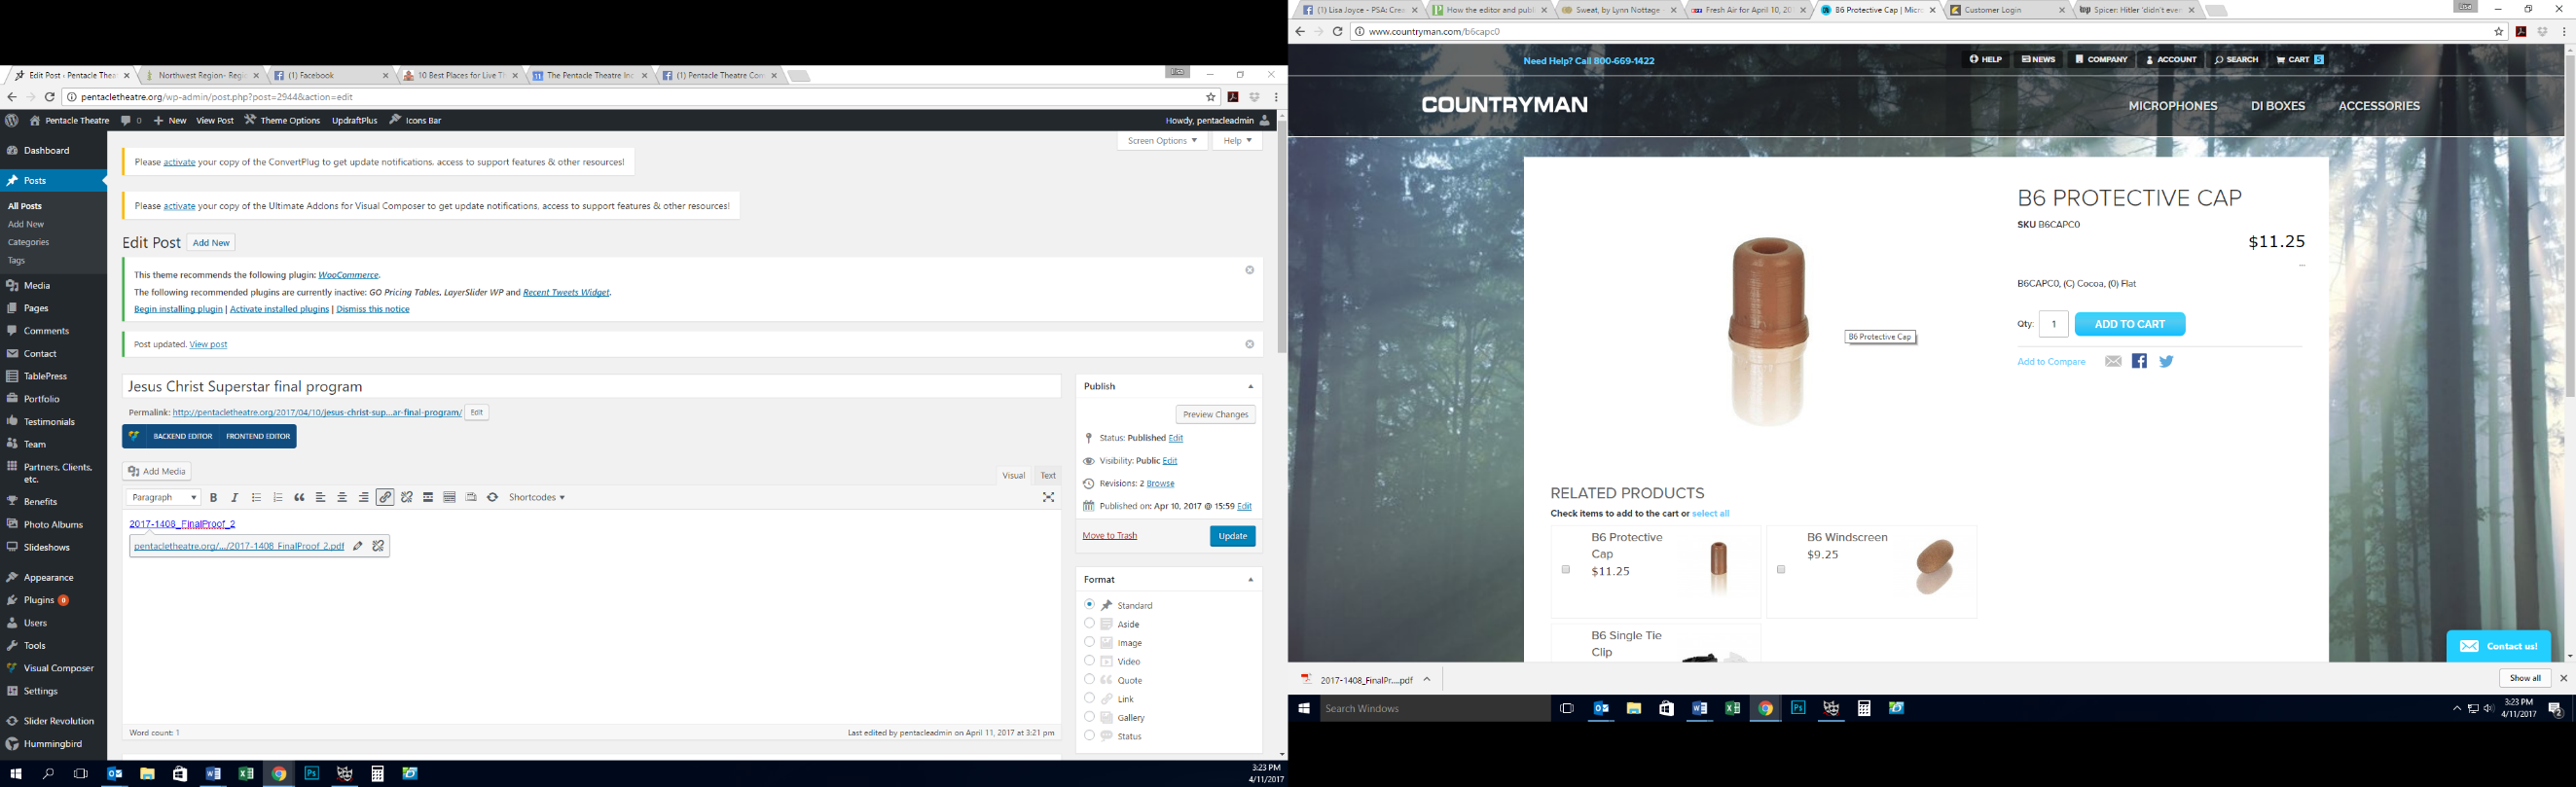 Edit Post ‹ Pentacle Thea
Northwest Region- Regi
(1) Facebook
10 Best Places for Live Th
The Pentacle Theatre Inc
(1) Pentacle Theatre Com
Lisa
pentacletheatre.org/wp-admin/post.php?post=2944&action=edit
Pentacle Theatre
0
New
View Post
Theme Options
UpdraftPlus
Icons Bar
Howdy, pentacleadmin
Dashboard
Posts
All Posts
Add New
Categories
Tags
Media
Pages
Comments
Contact
TablePress
Portfolio
Testimonials
Team
Partners, Clients,
etc.
Benefits
Photo Albums
Slideshows
Appearance
Plugins 0
Users
Tools
Visual Composer
Settings
Slider Revolution
Hummingbird
Screen Options
Help
Please activate your copy of the ConvertPlug to get update notifications, access to support features & other resources!
Please activate your copy of the Ultimate Addons for Visual Composer to get update notifications, access to support features & other resources!
Edit Post
Add New
This theme recommends the following plugin: WooCommerce.
The following recommended plugins are currently inactive: GO Pricing Tables, LayerSlider WP and Recent Tweets Widget.
Begin installing plugin | Activate installed plugins | Dismiss this notice
Post updated. View post
Jesus Christ Superstar final program
Permalink: http://pentacletheatre.org/2017/04/10/jesus-christ-sup...ar-final-program/ Edit
BACKEND EDITOR
FRONTEND EDITOR
Add Media
Visual
Text
Paragraph
B
I
Shortcodes
2017-1408_FinalProof_2
pentacletheatre.org/.../2017-1408_FinalProof_2.pdf
Word count: 1
Last edited by pentacleadmin on April 11, 2017 at 3:21 pm
Publish
Preview Changes
Status: Published Edit
Visibility: Public Edit
Revisions: 2 Browse
Published on: Apr 10, 2017 @ 15:59 Edit
Move to Trash
Update
Format
Standard
Aside
Image
Video
Quote
Link
Gallery
Status
3:23 PM
4/11/2017
(1) Lisa Joyce - PSA: Cre
How the editor and publ
Sweat, by Lynn Nottage
Fresh Air for April 10, 20
B6 Protective Cap | Micr
Customer Login
Spicer: Hitler 'didn't even
Lisa
www.countryman.com/b6capc0
Need Help? Call 800-669-1422
HELP
NEWS
COMPANY
ACCOUNT
SEARCH
CART 5
COUNTRYMAN
MICROPHONES
DI BOXES
ACCESSORIES
B6 PROTECTIVE CAP
SKU B6CAPC0
$11.25
B6CAPC0, (C) Cocoa, (0) Flat
Qty: 1
ADD TO CART
Add to Compare
B6 Protective Cap
RELATED PRODUCTS
Check items to add to the cart or select all
B6 Protective
Cap
$11.25
B6 Windscreen
$9.25
B6 Single Tie
Clip
Contact us!
2017-1408_FinalPr....pdf
Show all
Search Windows
3:23 PM
4/11/2017
2